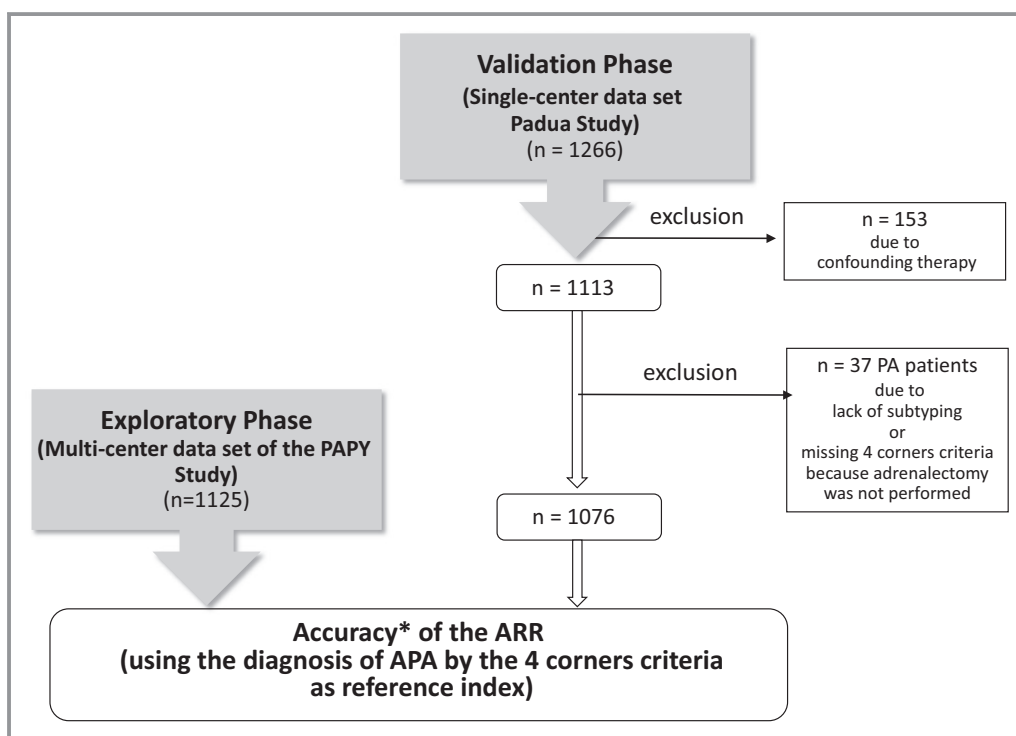 Validation Phase
(Single-center data set
Padua Study)
(n = 1266)
exclusion
n = 153
due to
confounding therapy
n = 1113
exclusion
n = 37 PA patients
due to
lack of subtyping
or
missing 4 corners criteria
because adrenalectomy
was not performed
Exploratory Phase
(Multi-center data set of the PAPY
Study)
(n=1125)
n = 1076
Accuracy* of the ARR
(using the diagnosis of APA by the 4 corners criteria
as reference index)